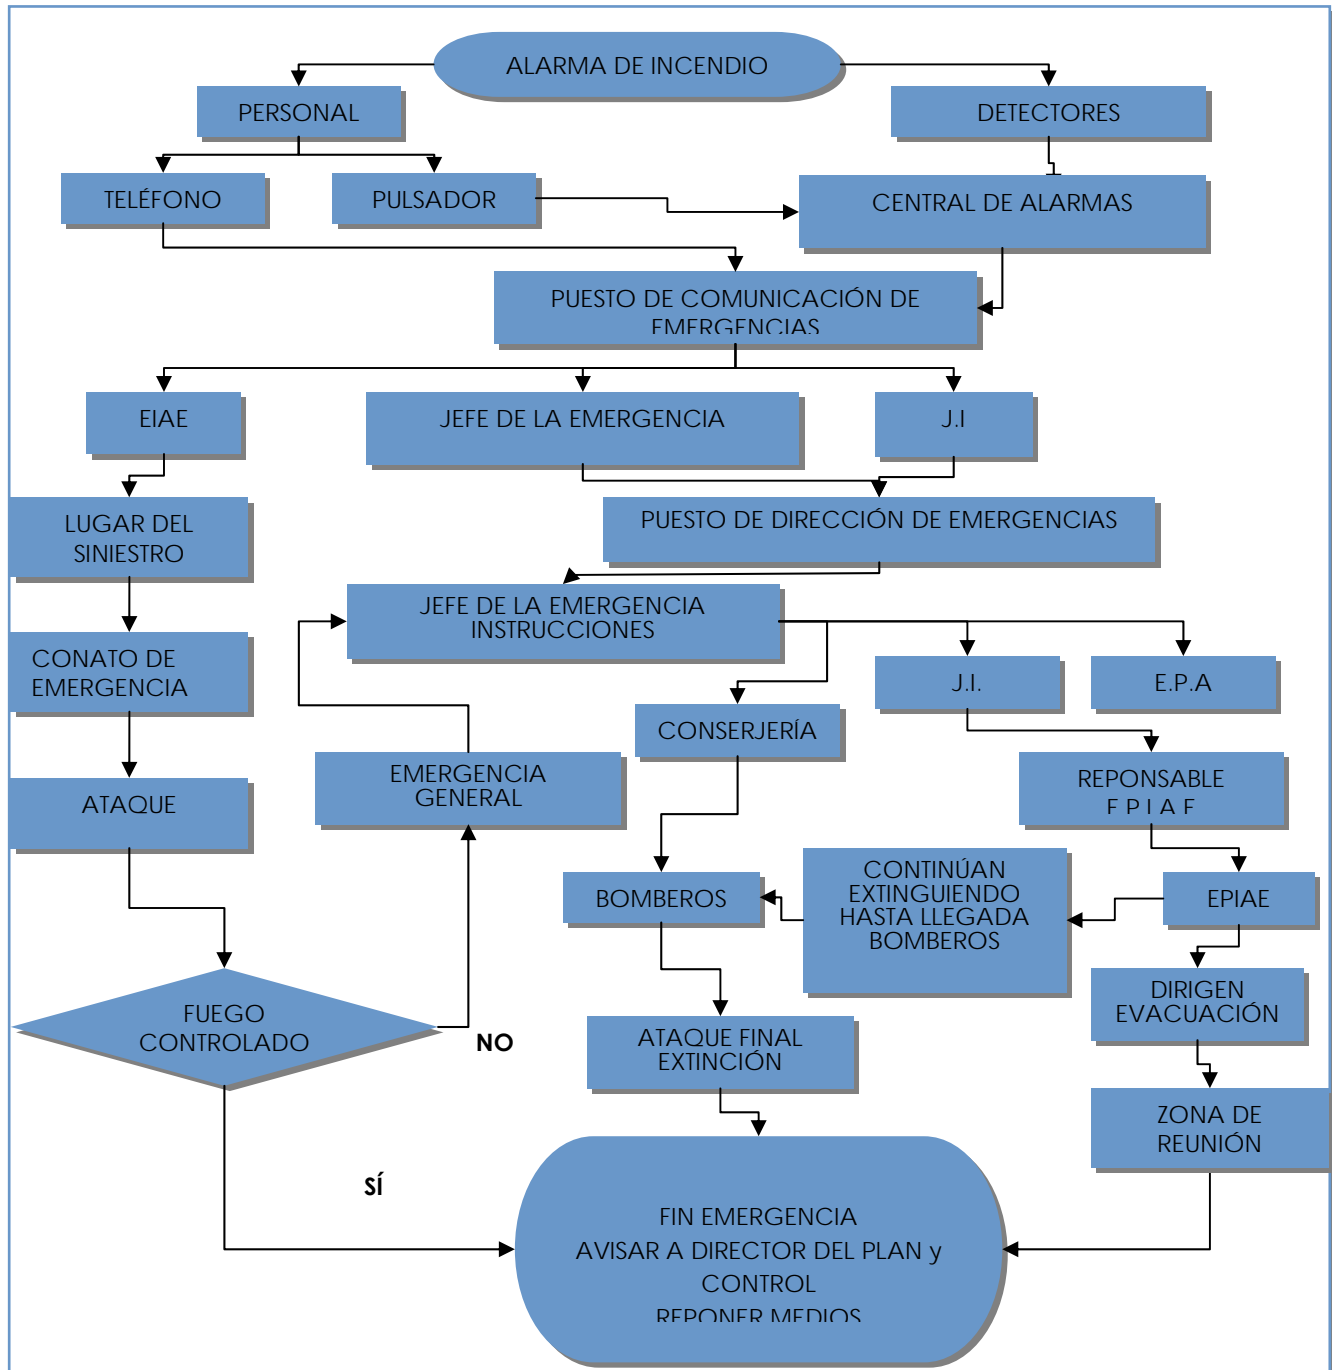 ALARMA DE INCENDIO
PERSONAL
DETECTORES
TELÉFONO
PULSADOR
CENTRAL DE ALARMAS
PUESTO DE COMUNICACIÓN DE
EMERGENCIAS
EIAE
JEFE DE LA EMERGENCIA
J.I
LUGAR DEL
SINIESTRO
PUESTO DE DIRECCIÓN DE EMERGENCIAS
JEFE DE LA EMERGENCIA
INSTRUCCIONES
CONATO DE
EMERGENCIA
J.I.
E.P.A
CONSERJERÍA
EMERGENCIA
GENERAL
REPONSABLE
ATAQUE
CONTINÚAN
EXTINGUIENDO
HASTA LLEGADA
BOMBEROS
BOMBEROS
EPIAE
DIRIGEN
EVACUACIÓN
FUEGO
CONTROLADO
NO
ATAQUE FINAL
EXTINCIÓN
ZONA DE
REUNIÓN
SÍ
FIN EMERGENCIA
AVISAR A DIRECTOR DEL PLAN y
CONTROL
REPONER MEDIOS